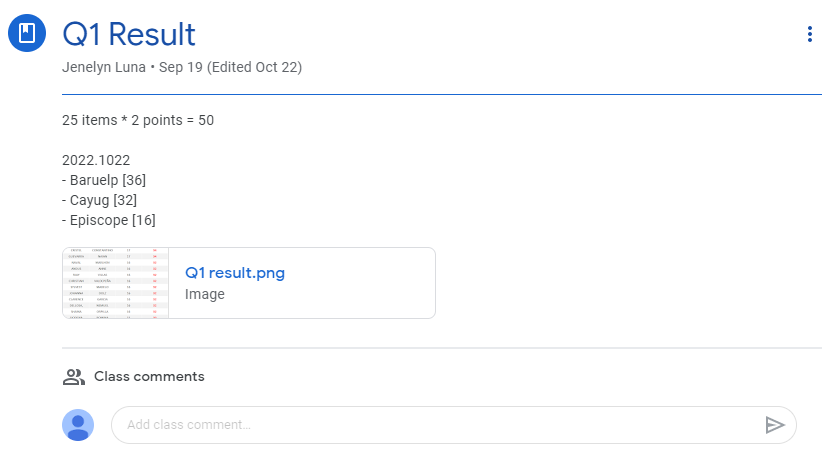 Q1 Result
Jenelyn Luna • Sep 19 (Edited Oct 22)
25 items * 2 points = 50
2022.1022
- Baruelp [36]
- Cayug [32]
- Episcope [16]
Q1 result.png
Image
Class comments
Add class comment...